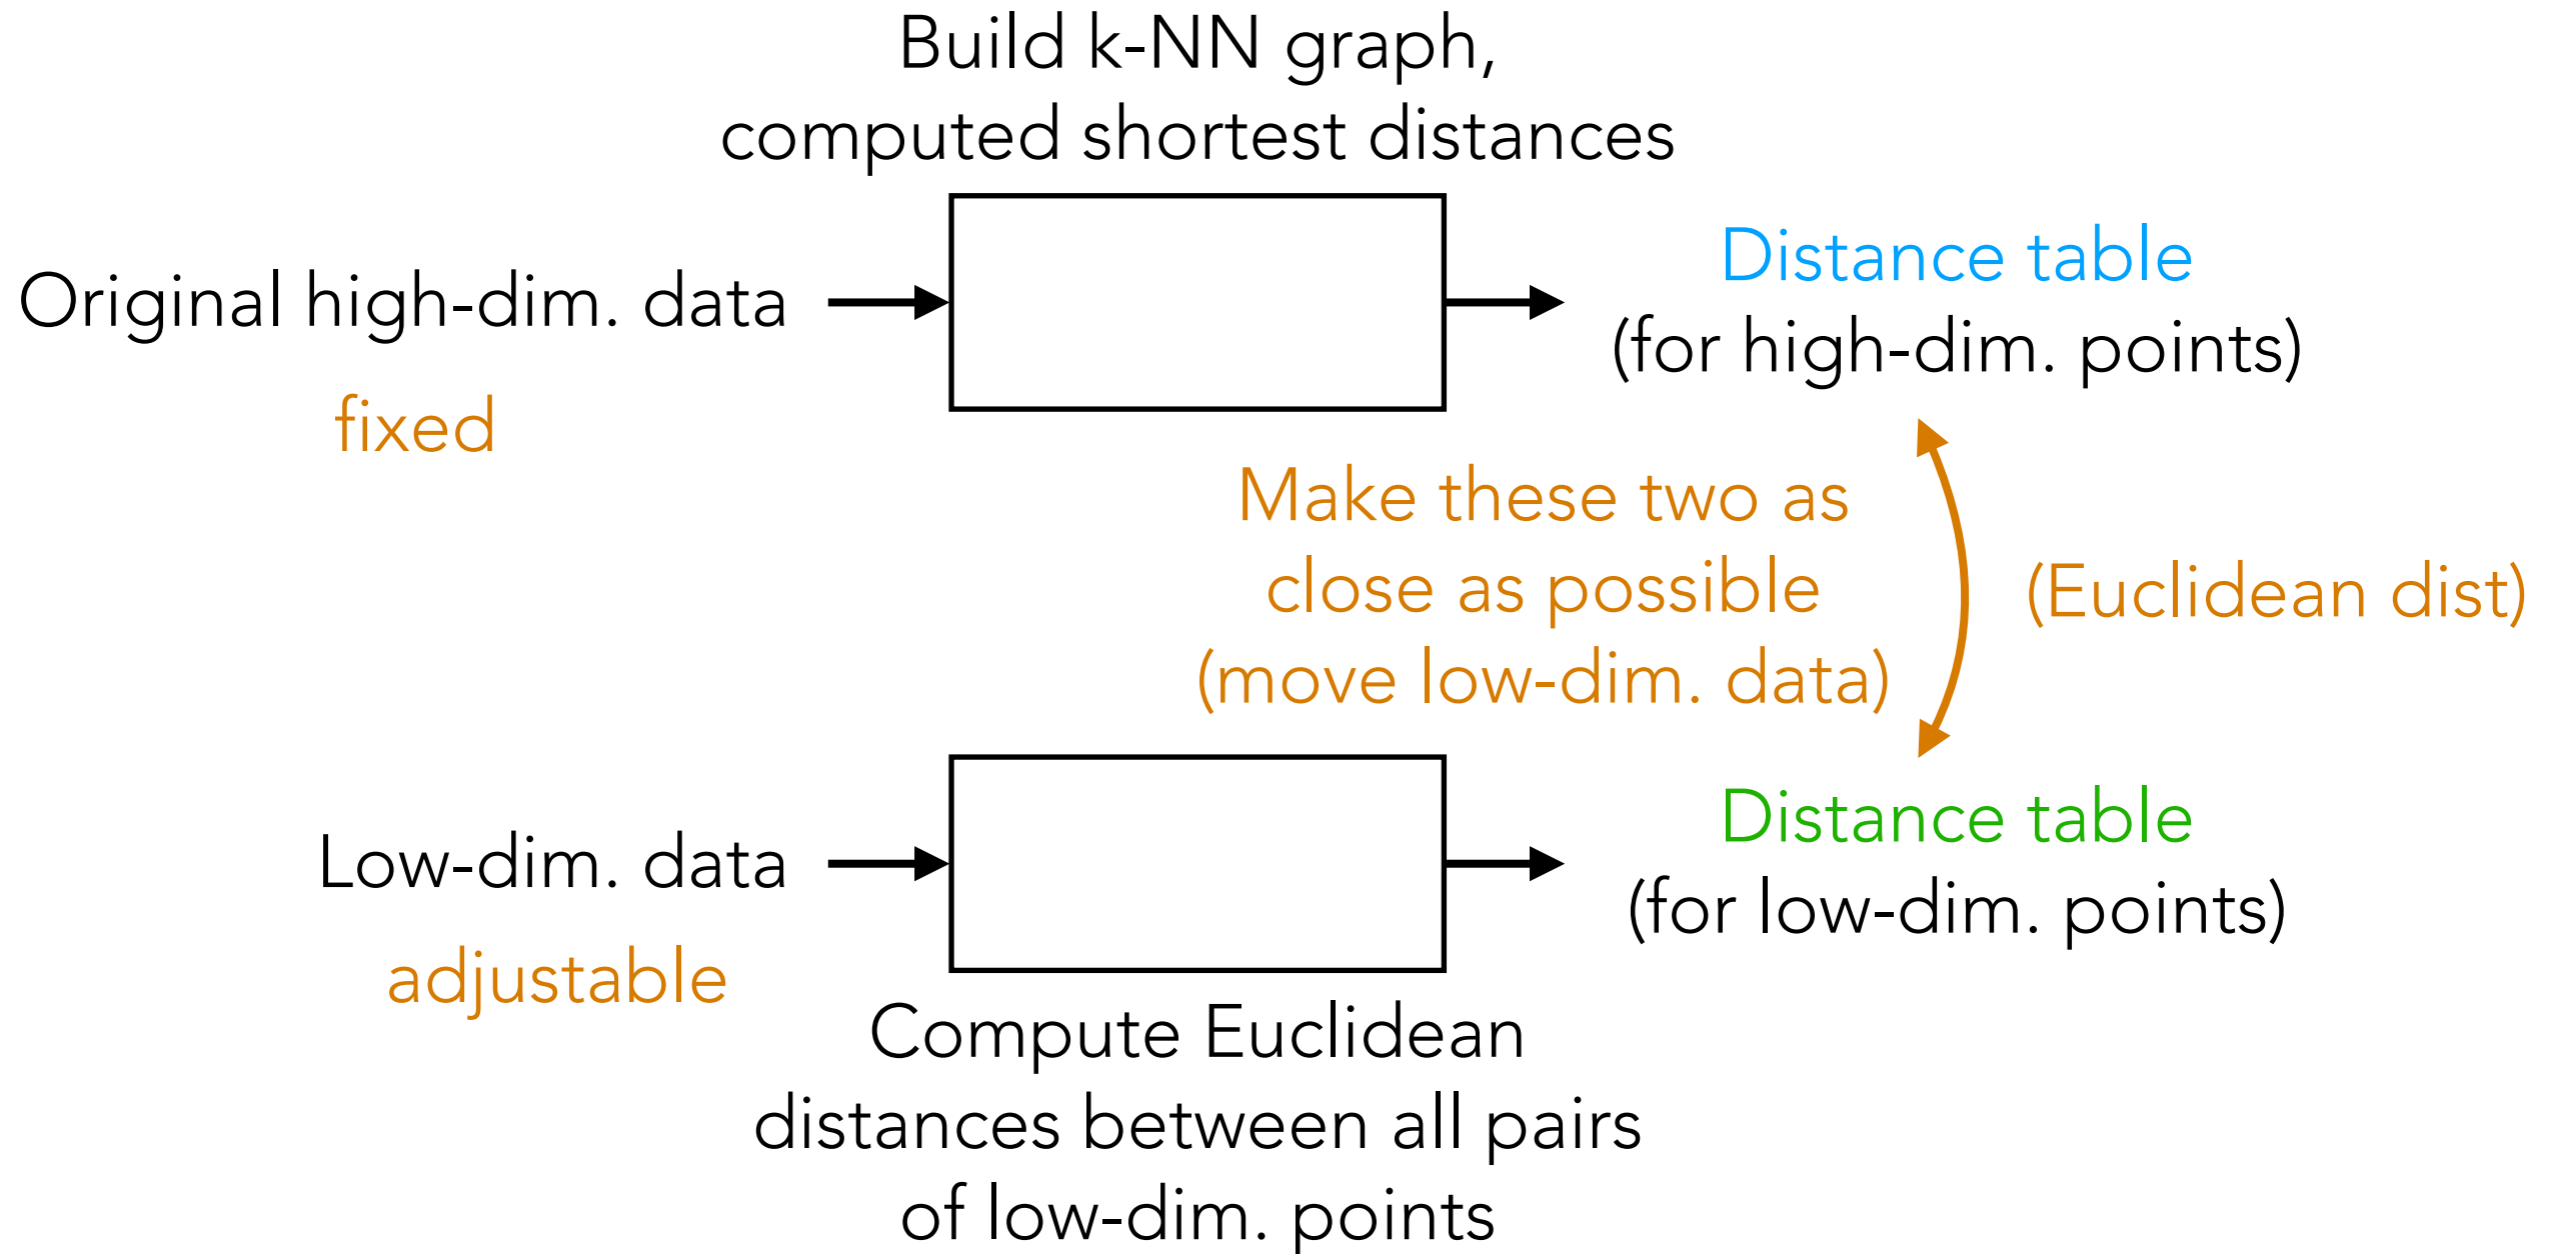 Build k-NN graph,
computed shortest distances
Original high-dim. data
fixed
Distance table
(for high-dim. points)
Make these two as
close as possible
(move low-dim. data)
(Euclidean dist)
Low-dim. data
adjustable
Distance table
(for low-dim. points)
Compute Euclidean
distances between all pairs
of low-dim. points